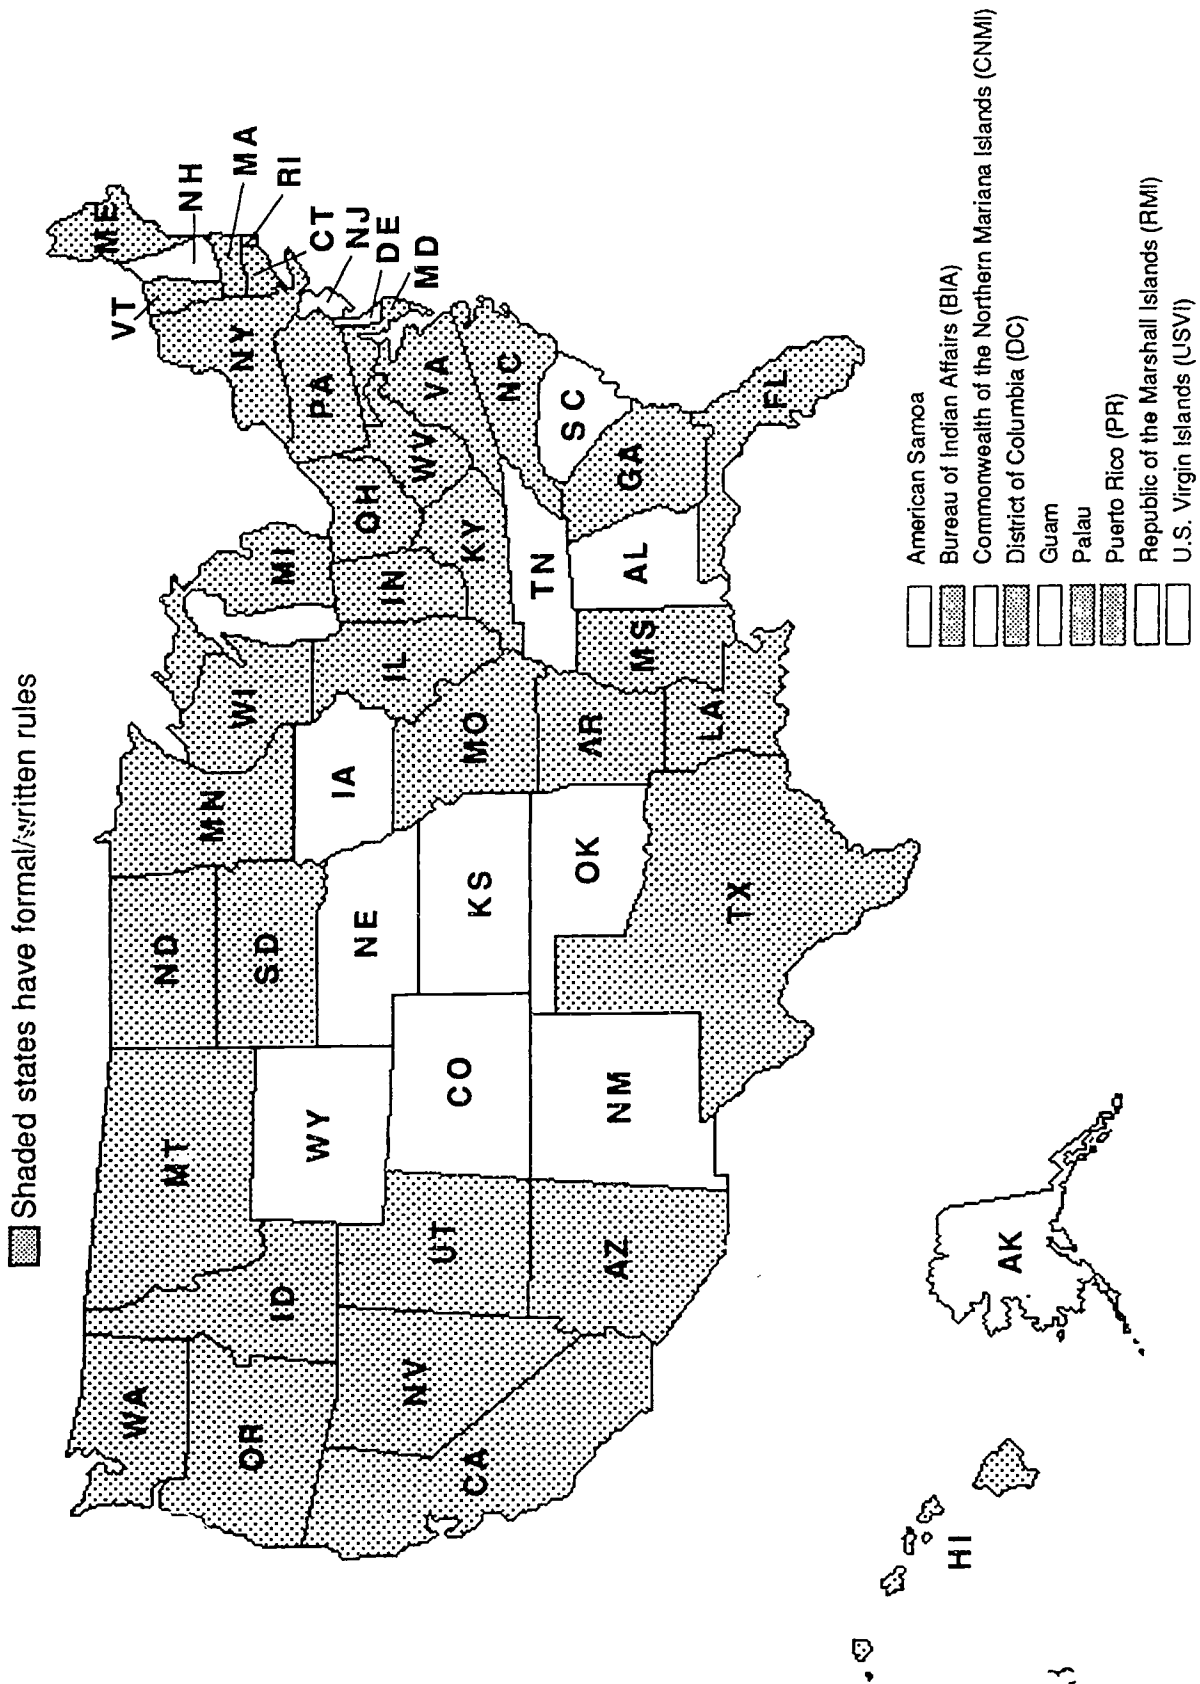 Shaded states have formal/written rules
WA
OR
CA
NV
ID
MT
UT
AZ
WY
CO
NM
ND
SD
NE
KS
OK
TX
MN
IA
MO
AR
LA
WI
IL
MI
IN
OH
KY
TN
MS
AL
GA
FL
SC
NC
VA
WV
PA
NY
VT
ME
NH
MA
RI
CT
NJ
DE
MD
AK
HI
American Samoa
Bureau of Indian Affairs (BIA)
Commonwealth of the Northern Mariana Islands (CNMI)
District of Columbia (DC)
Guam
Palau
Puerto Rico (PR)
Republic of the Marshall Islands (RMI)
U.S. Virgin Islands (USVI)